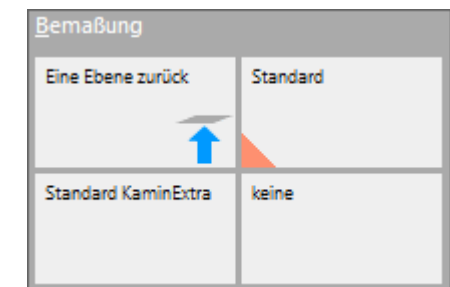 Bemaßung
Eine Ebene zurück
Standard
Standard KaminExtra
keine